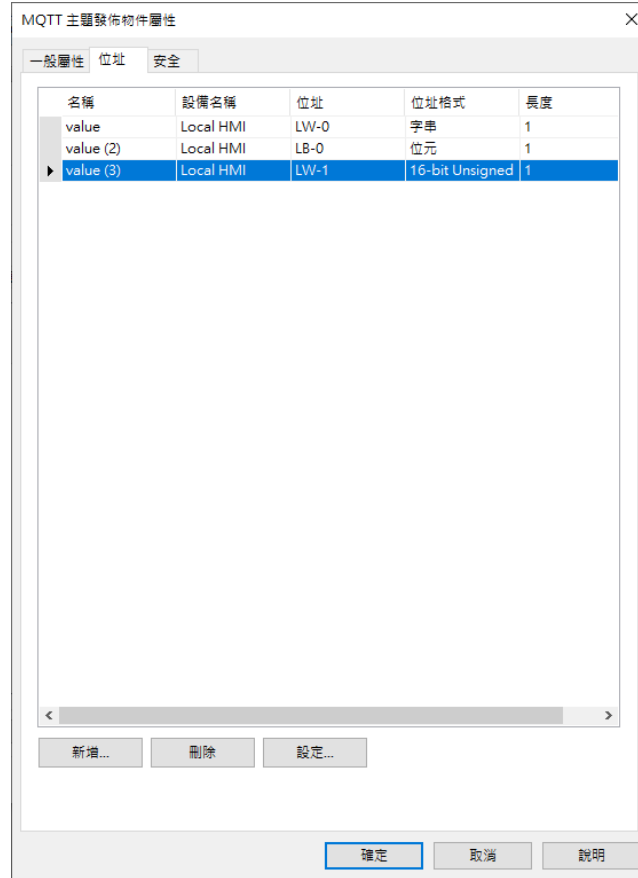 MQTT 主題發佈物件屬性
一般屬性 位址 安全
名稱 設備名稱 位址 位址格式 長度
value Local HMI LW-0 字串 1
value (2) Local HMI LB-0 位元 1
value (3) Local HMI LW-1 16-bit Unsigned 1
新增... 刪除 設定...
確定 取消 說明